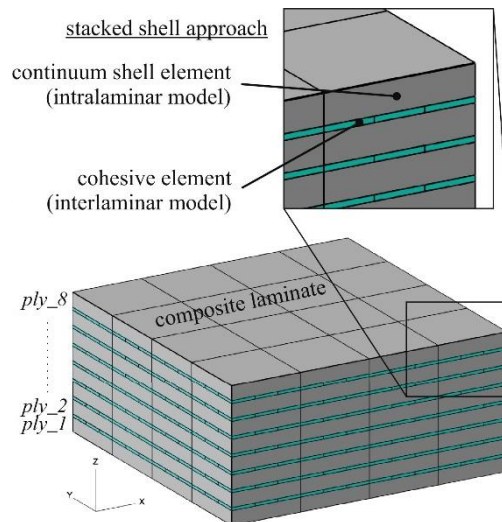 stacked shell approach
continuum shell element
(intralaminar model)
cohesive element
(interlaminar model)
composite laminate
ply_8
ply_2
ply_1
Z
Y
X